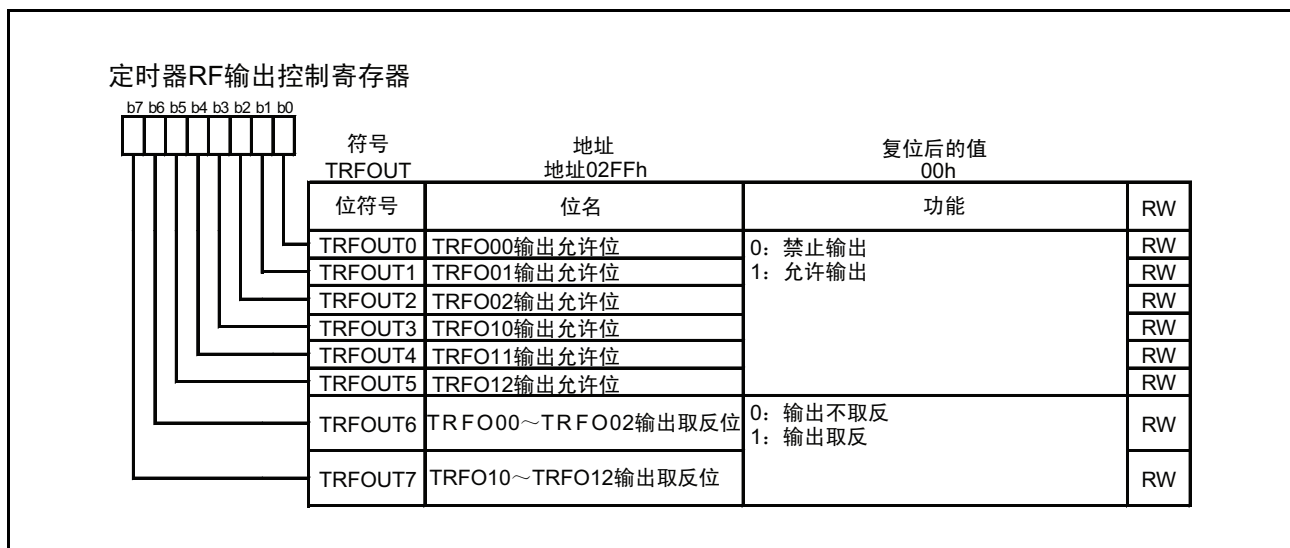 定时器RF输出控制寄存器
b7 b6 b5 b4 b3 b2 b1 b0
符号 地址 复位后的值
TRFOUT 地址02FFh 00h
位符号 位名 功能 RW
TRFOUT0 TRFO00输出允许位 0：禁止输出 RW
TRFOUT1 TRFO01输出允许位 1：允许输出 RW
TRFOUT2 TRFO02输出允许位 RW
TRFOUT3 TRFO10输出允许位 RW
TRFOUT4 TRFO11输出允许位 RW
TRFOUT5 TRFO12输出允许位 RW
TRFOUT6 TRFO00～TRFO02输出取反位 0：输出不取反 RW
1：输出取反
TRFOUT7 TRFO10～TRFO12输出取反位 RW